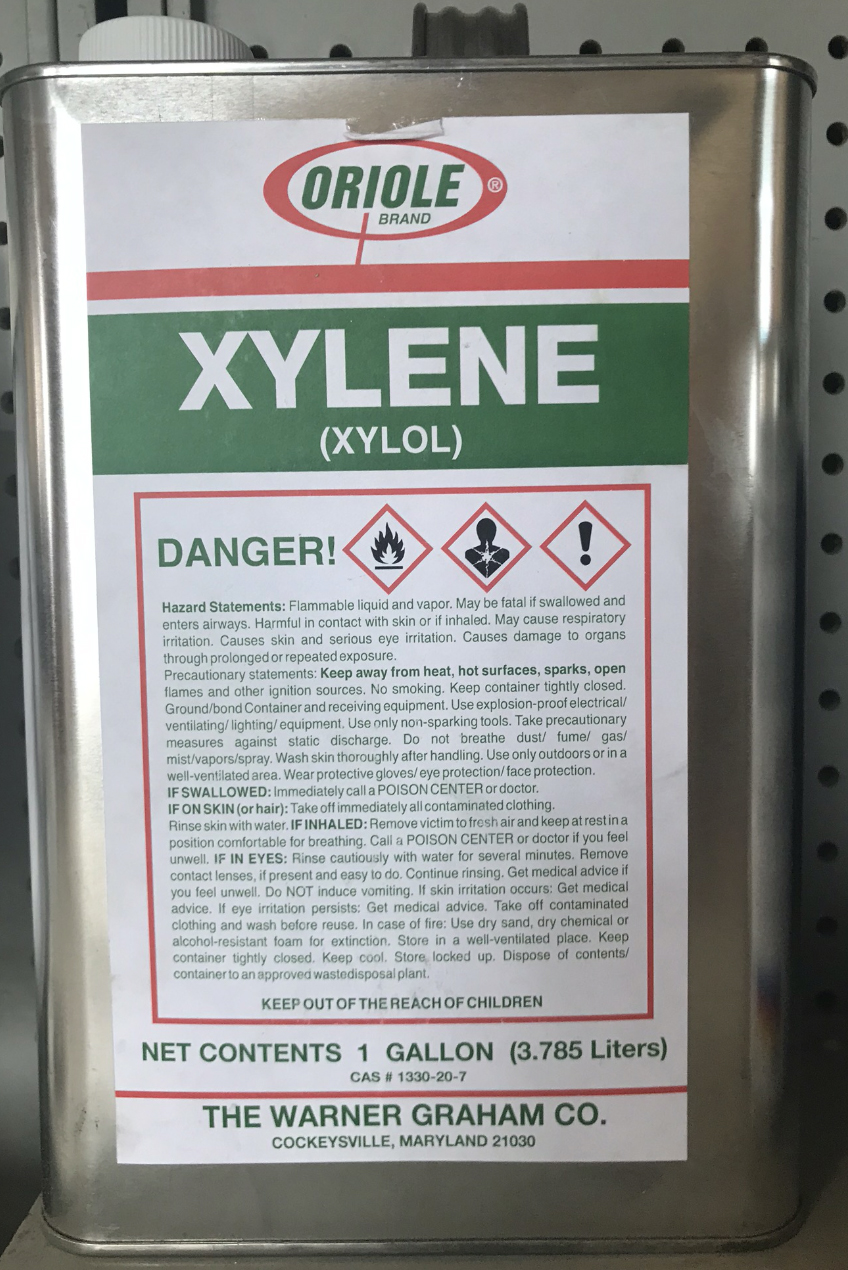 ORIOLE ®
BRAND
XYLENE
(XYLOL)
DANGER!
Hazard Statements: Flammable liquid and vapor. May be fatal if swallowed and
enters airways. Harmful in contact with skin or if inhaled. May cause respiratory
irritation. Causes skin and serious eye irritation. Causes damage to organs
through prolonged or repeated exposure.
Precautionary statements: Keep away from heat, hot surfaces, sparks, open
flames and other ignition sources. No smoking. Keep container tightly closed.
Ground/bond Container and receiving equipment. Use explosion-proof electrical/
ventilating/ lighting/ equipment. Use only non-sparking tools. Take precautionary
measures against static discharge. Do not breathe dust/ fume/ gas/
mist/vapors/spray. Wash skin thoroughly after handling. Use only outdoors or in a
well-ventilated area. Wear protective gloves/ eye protection/ face protection.
IF SWALLOWED: Immediately call a POISON CENTER or doctor.
IF ON SKIN (or hair): Take off immediately all contaminated clothing.
Rinse skin with water. IF INHALED: Remove victim to fresh air and keep at rest in a
position comfortable for breathing. Call a POISON CENTER or doctor if you feel
unwell. IF IN EYES: Rinse cautiously with water for several minutes. Remove
contact lenses, if present and easy to do. Continue rinsing. Get medical advice if
you feel unwell. Do NOT induce vomiting. If skin irritation occurs: Get medical
advice. If eye irritation persists: Get medical advice. Take off contaminated
clothing and wash before reuse. In case of fire: Use dry sand, dry chemical or
alcohol-resistant foam for extinction. Store in a well-ventilated place. Keep
container tightly closed. Keep cool. Store locked up. Dispose of contents/
container to an approved wastedisposal plant.
KEEP OUT OF THE REACH OF CHILDREN
NET CONTENTS 1 GALLON (3.785 Liters)
CAS # 1330-20-7
THE WARNER GRAHAM CO.
COCKEYSVILLE, MARYLAND 21030